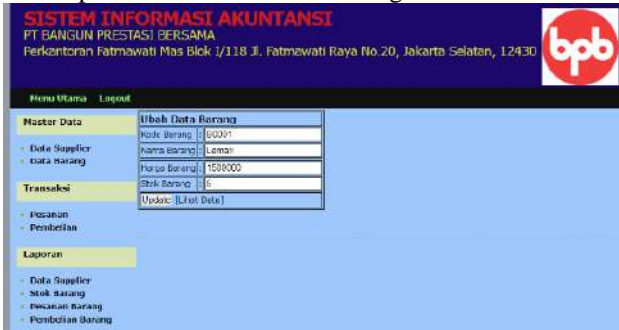 SISTEM INFORMASI AKUNTANSI
PT BANGUN PRESTASI BERSAMA
Perkantoran Fatmawati Mas Blok I/118 Jl. Fatmawati Raya No.20, Jakarta Selatan, 12430
bpb
Menu Utama Logout
Master Data
Data Supplier
Data Barang
Transaksi
Pesanan
Pembelian
Laporan
Data Supplier
Stok Barang
Pesanan Barang
Pembelian Barang
Ubah Data Barang
Kode Barang :
Nama Barang : Lemari
Harga Barang : 1500000
Stok Barang :
Update [Lihat Data]